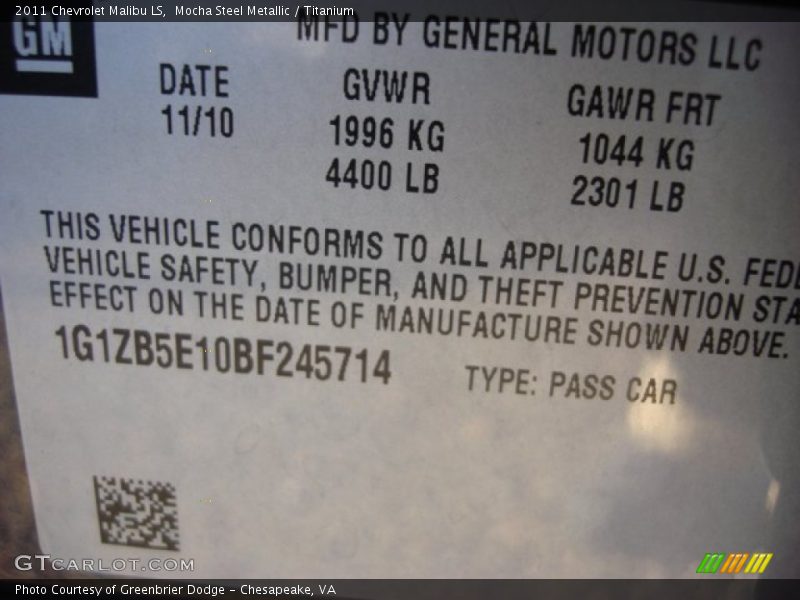 2011 Chevrolet Malibu LS, Mocha Steel Metallic / Titanium
GM
MFD BY GENERAL MOTORS LLC
DATE GVWR GAWR FRT
11/10 1996 KG 1044 KG
4400 LB 2301 LB
THIS VEHICLE CONFORMS TO ALL APPLICABLE U.S. FEDE
VEHICLE SAFETY, BUMPER, AND THEFT PREVENTION STA
EFFECT ON THE DATE OF MANUFACTURE SHOWN ABOVE.
1G1ZB5E10BF245714 TYPE: PASS CAR
GTCARLOT.COM
Photo Courtesy of Greenbrier Dodge - Chesapeake, VA